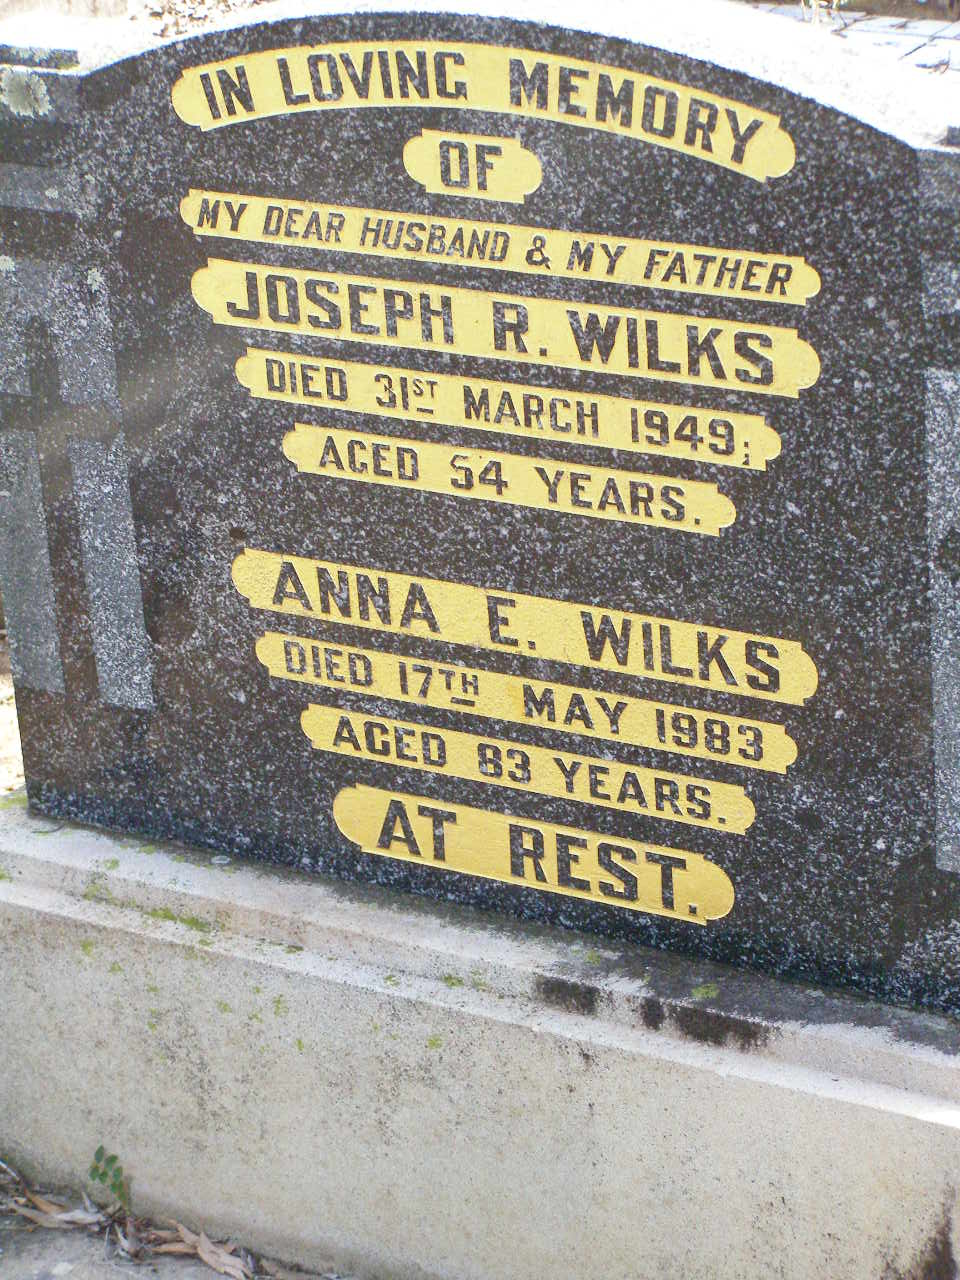 IN LOVING MEMORY
OF
MY DEAR HUSBAND & MY FATHER
JOSEPH R. WILKS
DIED 31ST MARCH 1949;
AGED 54 YEARS.
ANNA E. WILKS
DIED 17TH MAY 1983
AGED 83 YEARS.
AT REST.